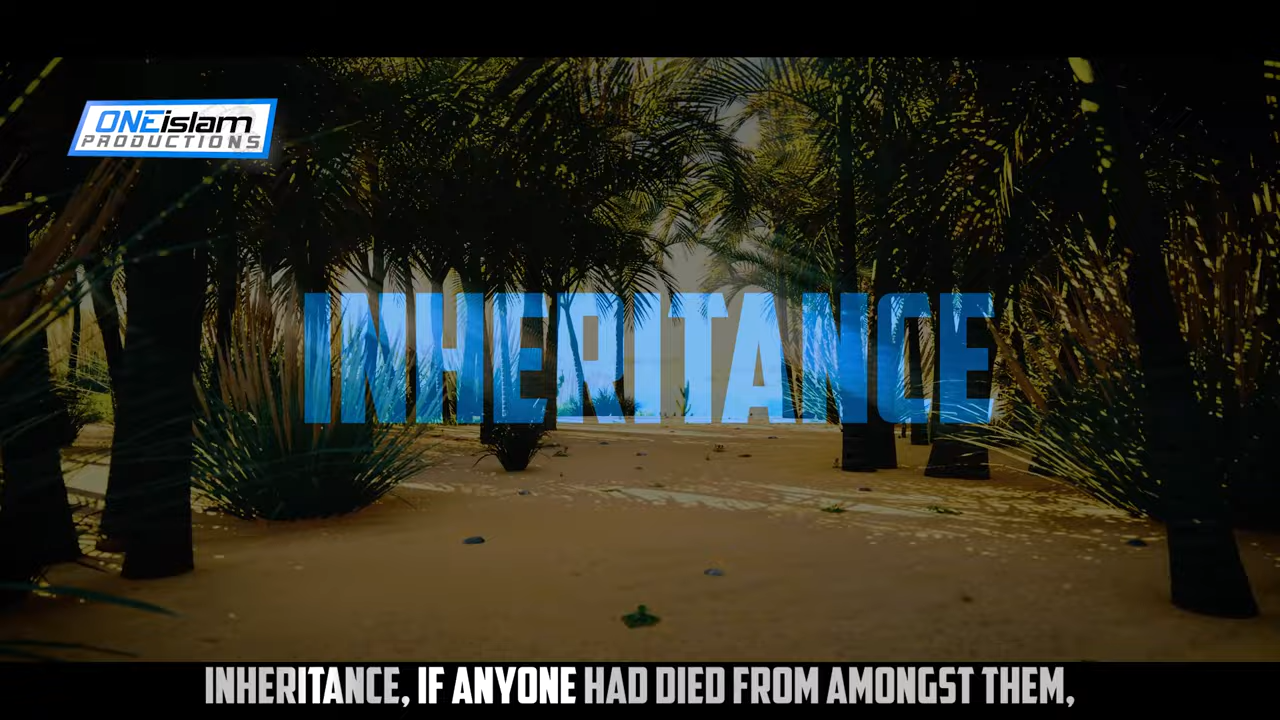 ONEislam
PRODUCTIONS
INHERITANCE
INHERITANCE, IF ANYONE HAD DIED FROM AMONGST THEM,